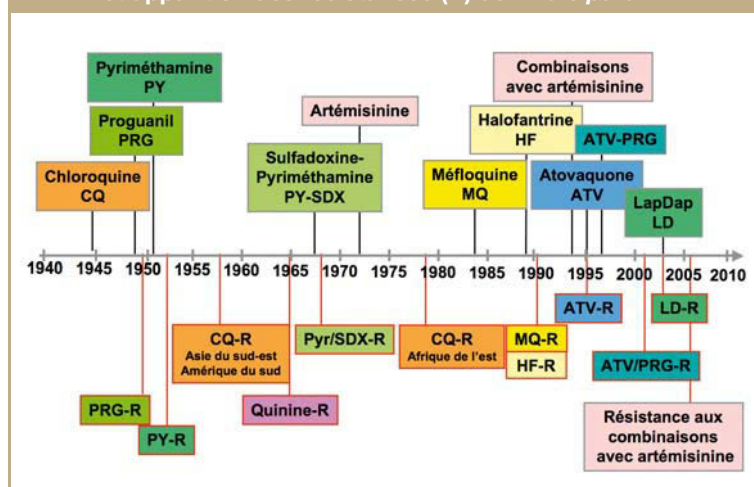 Pyriméthamine
PY
Combinaisons
avec artémisinine
Proguanil
PRG
Artémisinine
Halofantrine
HF
ATV-PRG
Chloroquine
CQ
Sulfadoxine-
Pyriméthamine
PY-SDX
Méfloquine
MQ
Atovaquone
ATV
LapDap
LD
1940 1945 1950 1955 1960 1965 1970 1975 1980 1985 1990 1995 2000 2005 2010
ATV-R
LD-R
CQ-R
Asie du sud-est
Amérique du sud
Pyr/SDX-R
CQ-R
Afrique de l'est
MQ-R
HF-R
ATV/PRG-R
PRG-R
Quinine-R
PY-R
Résistance aux
combinaisons
avec artémisinine